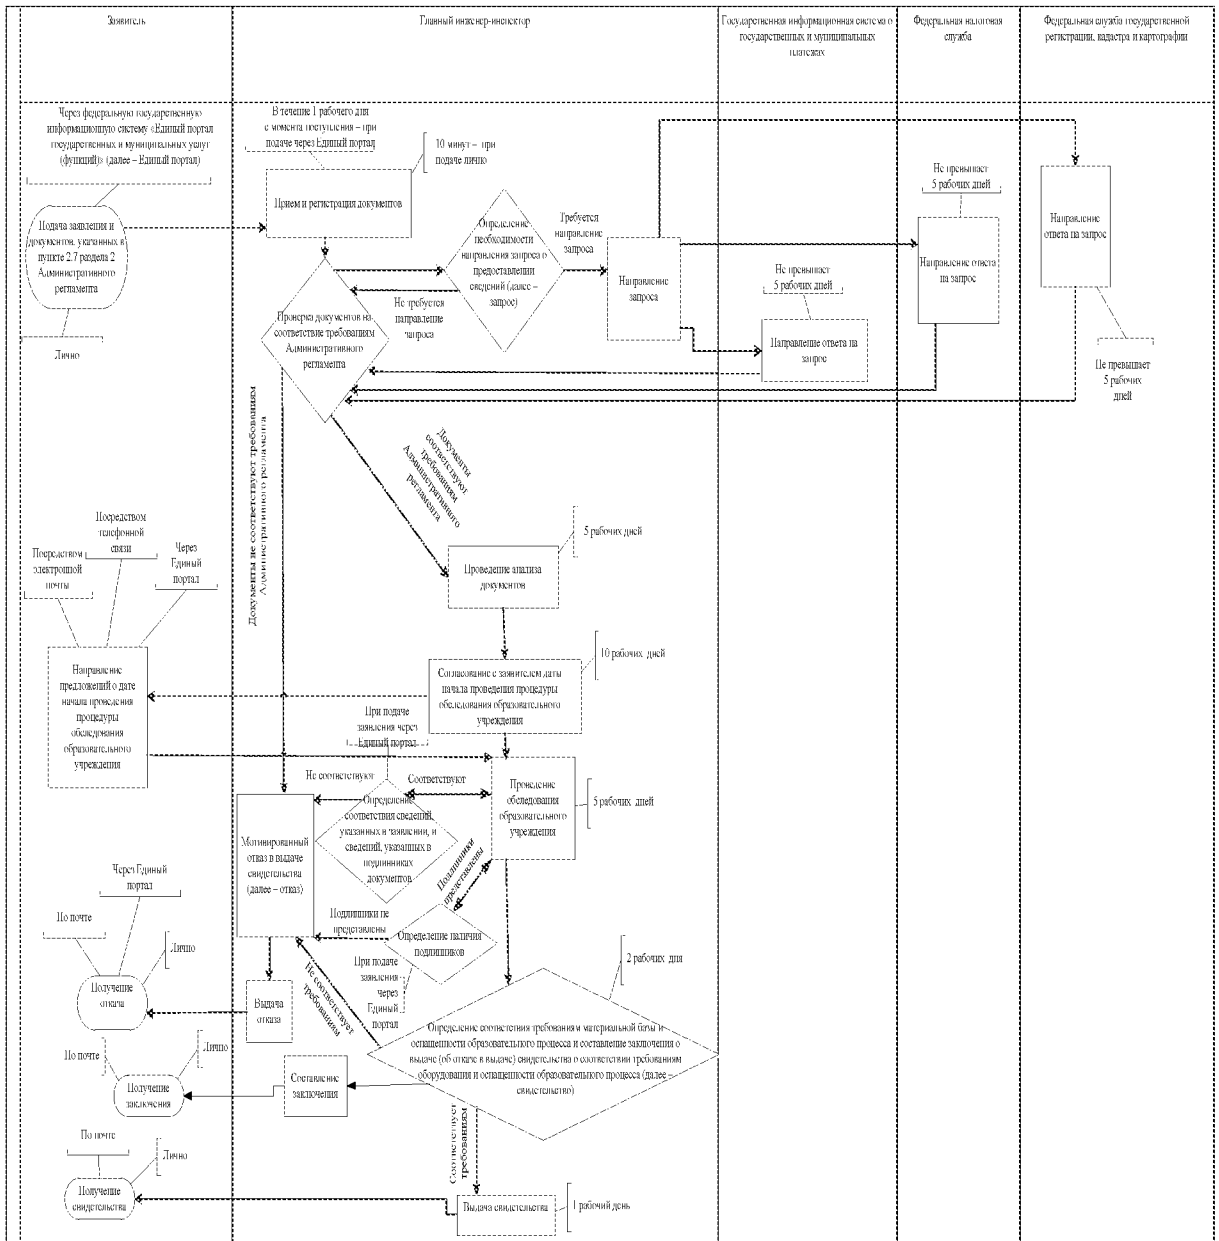 Заявитель
Главный инженер-инспектор
Государственная информационная система о
государственных и муниципальных
платежах
Федеральная налоговая
служба
Федеральная служба государственной
регистрации, кадастра и картографии
Через федеральную государственную
информационную систему «Единый портал
государственных и муниципальных услуг
(функций)» (далее – Единый портал)
В течение 1 рабочего дня
с момента поступления – при
подаче через Единый портал
10 минут – при
подаче лично
Прием и регистрация документов
Подача заявления и
документов, указанных в
пункте 2.7 раздела 2
Административного
регламента
Лично
Определение
необходимости
направления запроса о
предоставлении
сведений (далее –
запрос)
Требуется
направление
запроса
Не требуется
направление
запроса
Направление
запроса
Не превышает
5 рабочих дней
Направление ответа
на запрос
Направление
ответа на запрос
Не превышает
5 рабочих дней
Направление ответа на
запрос
Не превышает
5 рабочих
дней
Проверка документов на
соответствие требованиям
Административного
регламента
Документы не соответствуют требованиям
Административного регламента
Документы
соответствуют
требованиям
Административного
регламента
5 рабочих дней
Проведение анализа
документов
Посредством
телефонной
связи
Посредством
электронной
почты
Через
Единый
портал
Направление
предложений о дате
начала проведения
процедуры
обследования
образовательного
учреждения
10 рабочих дней
Согласование с заявителем даты
начала проведения процедуры
обследования образовательного
учреждения
При подаче
заявления через
Единый портал
Не соответствуют
Соответствуют
Проведение
обследования
образовательного
учреждения
5 рабочих дней
Определение
соответствия сведений,
указанных в заявлении, и
сведений, указанных в
подлинниках
документов
Мотивированный
отказ в выдаче
свидетельства
(далее – отказ)
Подлинники
представлены
Подлинники не
представлены
Определение наличия
подлинников
При подаче
заявления
через
Единый
портал
Через Единый
портал
По почте
Лично
Получение
отказа
Выдача
отказа
Не соответствует
требованиям
2 рабочих дня
Определение соответствия требованиям материальной базы и
оснащенности образовательного процесса и составление заключения о
выдаче (об отказе в выдаче) свидетельства о соответствии требованиям
оборудования и оснащенности образовательного процесса (далее –
свидетельство)
По почте
Лично
Получение
заключения
Составление
заключения
Соответствует
требованиям
По почте
Лично
Получение
свидетельства
Выдача свидетельства
1 рабочий день